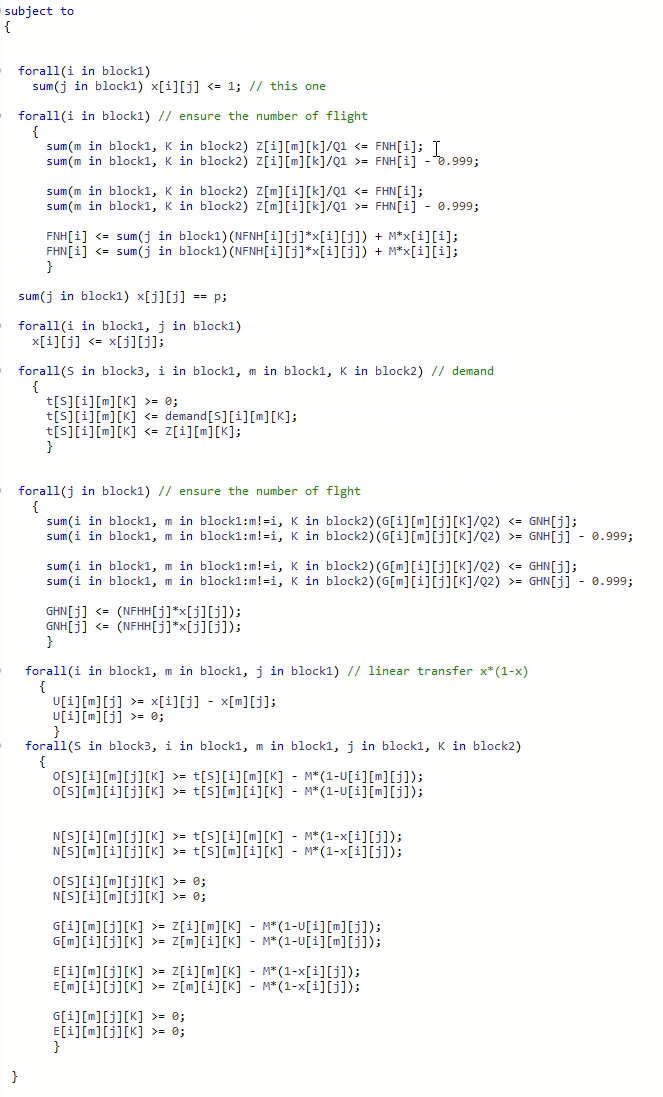 subject to
{
forall(i in block1)
sum(j in block1) x[i][j] <= 1; // this one
forall(i in block1) // ensure the number of flight
{
sum(m in block1, K in block2) Z[i][m][k]/Q1 <= FNH[i];
sum(m in block1, K in block2) Z[i][m][k]/Q1 >= FNH[i] - 0.999;
sum(m in block1, K in block2) Z[m][i][k]/Q1 <= FHN[i];
sum(m in block1, K in block2) Z[m][i][k]/Q1 >= FHN[i] - 0.999;
FNH[i] <= sum(j in block1)(NFNH[i][j]*x[i][j]) + M*x[i][i];
FHN[i] <= sum(j in block1)(NFNH[i][j]*x[i][j]) + M*x[i][i];
}
sum(j in block1) x[j][j] == p;
forall(i in block1, j in block1)
x[i][j] <= x[j][j];
forall(S in block3, i in block1, m in block1, K in block2) // demand
{
t[S][i][m][K] >= 0;
t[S][i][m][K] <= demand[S][i][m][K];
t[S][i][m][K] <= Z[i][m][K];
}
forall(j in block1) // ensure the number of flght
{
sum(i in block1, m in block1:m!=i, K in block2)(G[i][m][j][K]/Q2) <= GNH[j];
sum(i in block1, m in block1:m!=i, K in block2)(G[i][m][j][K]/Q2) >= GNH[j] - 0.999;
sum(i in block1, m in block1:m!=i, K in block2)(G[m][i][j][K]/Q2) <= GHN[j];
sum(i in block1, m in block1:m!=i, K in block2)(G[m][i][j][K]/Q2) >= GHN[j] - 0.999;
GHN[j] <= (NFHH[j]*x[j][j]);
GNH[j] <= (NFHH[j]*x[j][j]);
}
forall(i in block1, m in block1, j in block1) // linear transfer x*(1-x)
{
U[i][m][j] >= x[i][j] - x[m][j];
U[i][m][j] >= 0;
}
forall(S in block3, i in block1, m in block1, j in block1, K in block2)
{
O[S][i][m][j][K] >= t[S][i][m][K] - M*(1-U[i][m][j]);
O[S][m][i][j][K] >= t[S][m][i][K] - M*(1-U[i][m][j]);
N[S][i][m][j][K] >= t[S][i][m][K] - M*(1-x[i][j]);
N[S][m][i][j][K] >= t[S][m][i][K] - M*(1-x[i][j]);
O[S][i][m][j][K] >= 0;
N[S][i][m][j][K] >= 0;
G[i][m][j][K] >= Z[i][m][K] - M*(1-U[i][m][j]);
G[m][i][j][K] >= Z[m][i][K] - M*(1-U[i][m][j]);
E[i][m][j][K] >= Z[i][m][K] - M*(1-x[i][j]);
E[m][i][j][K] >= Z[m][i][K] - M*(1-x[i][j]);
G[i][m][j][K] >= 0;
E[i][m][j][K] >= 0;
}
}